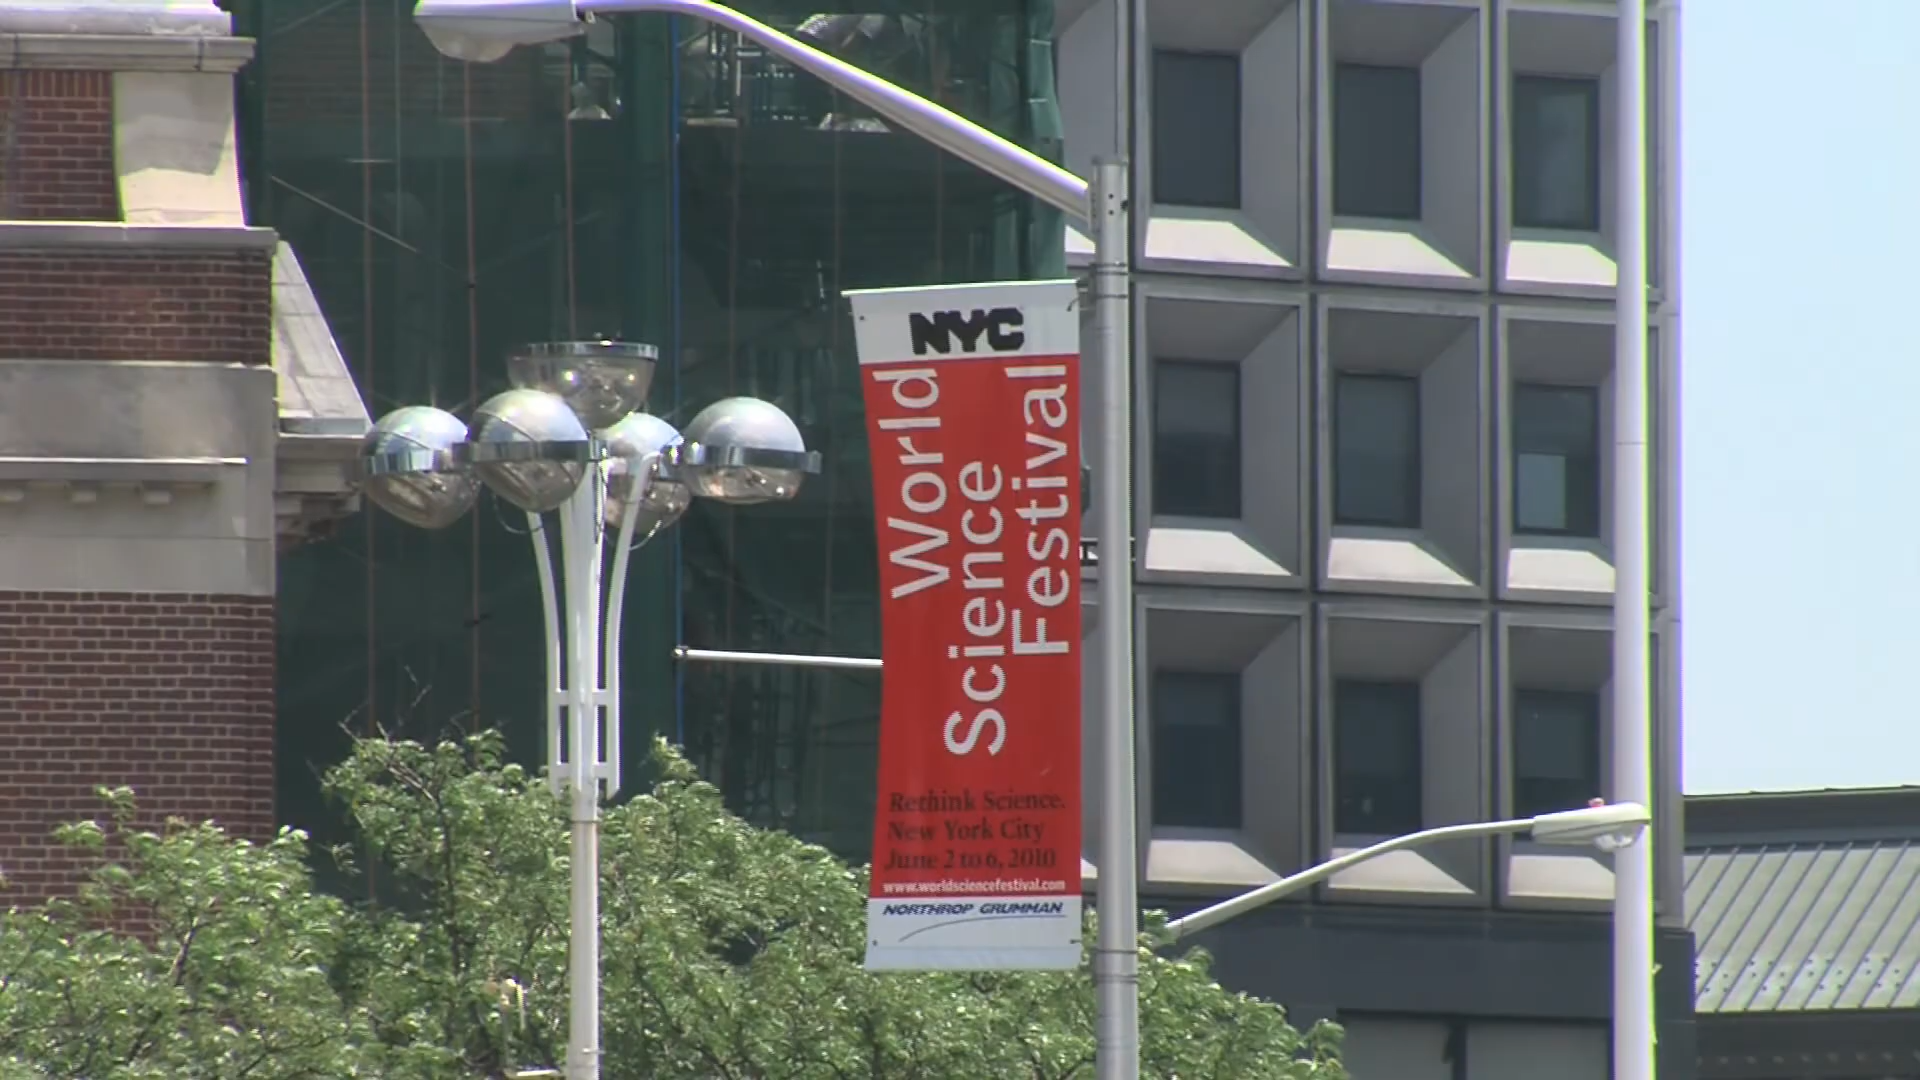 NYC
World
Science
Festival
Rethink Science.
New York City
June 2 to 6, 2010
www.worldsciencefestival.com
NORTHROP GRUMMAN